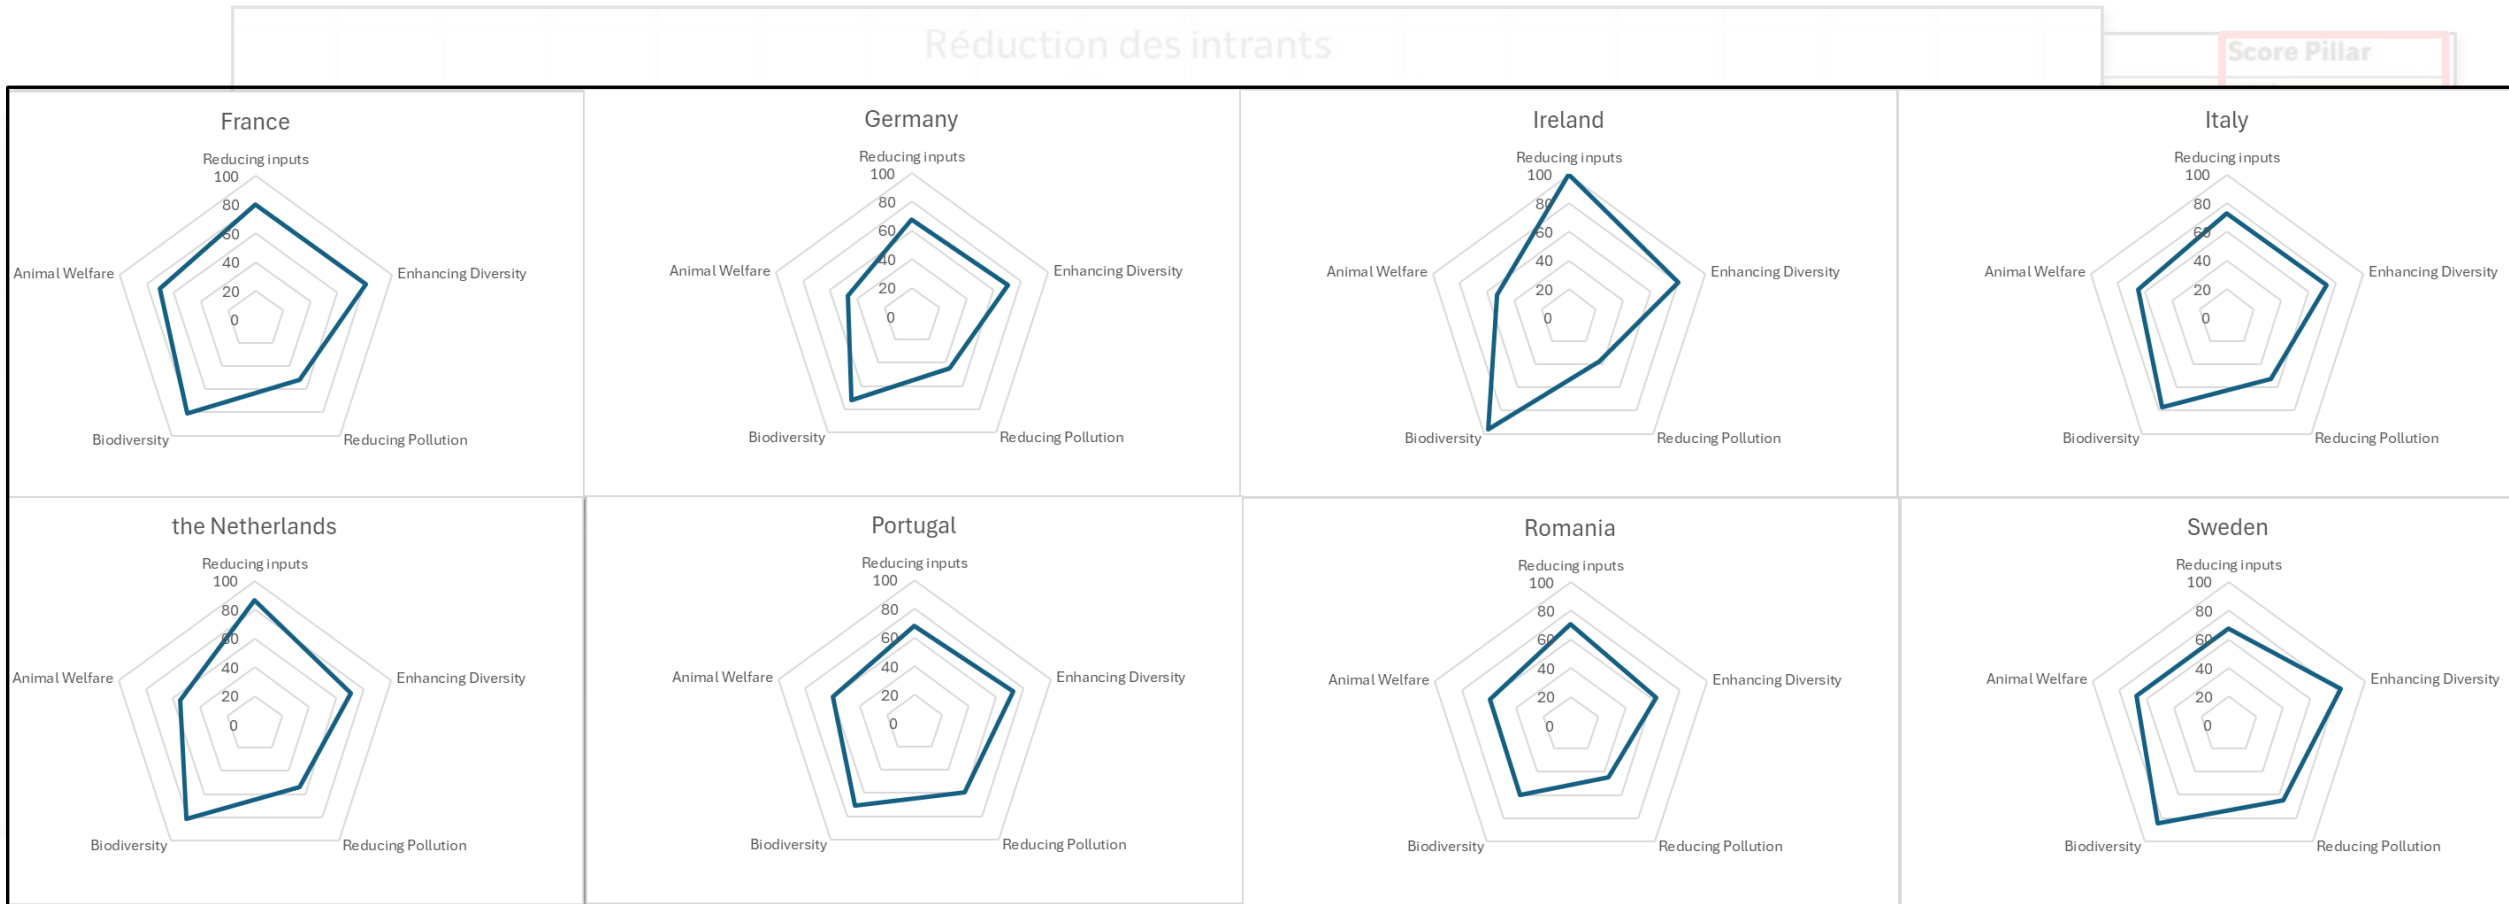 Réduction des intrants
Score Pillar
France
Reducing inputs
100
80
60
40
20
0
Animal Welfare
Enhancing Diversity
Biodiversity
Reducing Pollution
Germany
Reducing inputs
100
80
60
40
20
0
Animal Welfare
Enhancing Diversity
Biodiversity
Reducing Pollution
Ireland
Reducing inputs
100
80
60
40
20
0
Animal Welfare
Enhancing Diversity
Biodiversity
Reducing Pollution
Italy
Reducing inputs
100
80
60
40
20
0
Animal Welfare
Enhancing Diversity
Biodiversity
Reducing Pollution
the Netherlands
Reducing inputs
100
80
60
40
20
0
Animal Welfare
Enhancing Diversity
Biodiversity
Reducing Pollution
Portugal
Reducing inputs
100
80
60
40
20
0
Animal Welfare
Enhancing Diversity
Biodiversity
Reducing Pollution
Romania
Reducing inputs
100
80
60
40
20
0
Animal Welfare
Enhancing Diversity
Biodiversity
Reducing Pollution
Sweden
Reducing inputs
100
80
60
40
20
0
Animal Welfare
Enhancing Diversity
Biodiversity
Reducing Pollution